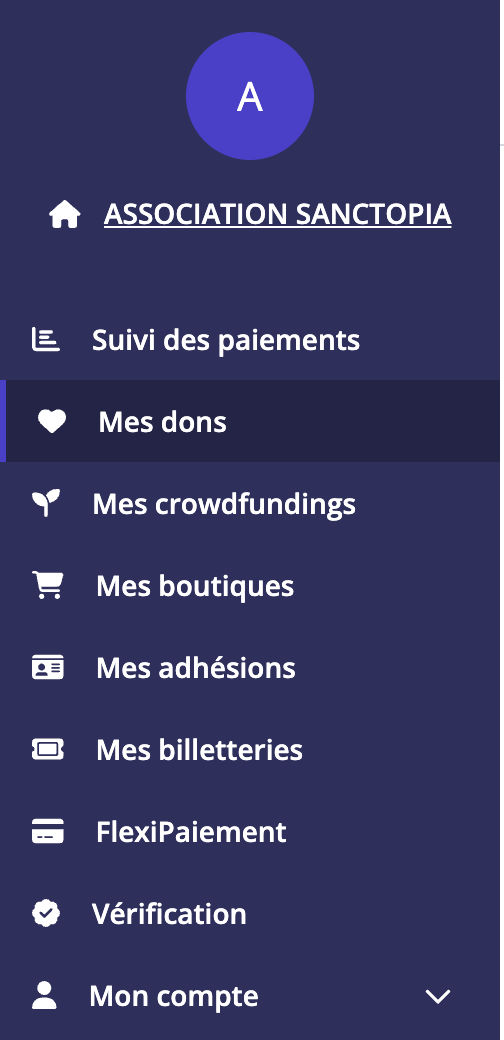 A
ASSOCIATION SANCTOPIA
Suivi des paiements
Mes dons
Mes crowdfundings
Mes boutiques
Mes adhésions
Mes billetteries
FlexiPaiement
Vérification
Mon compte